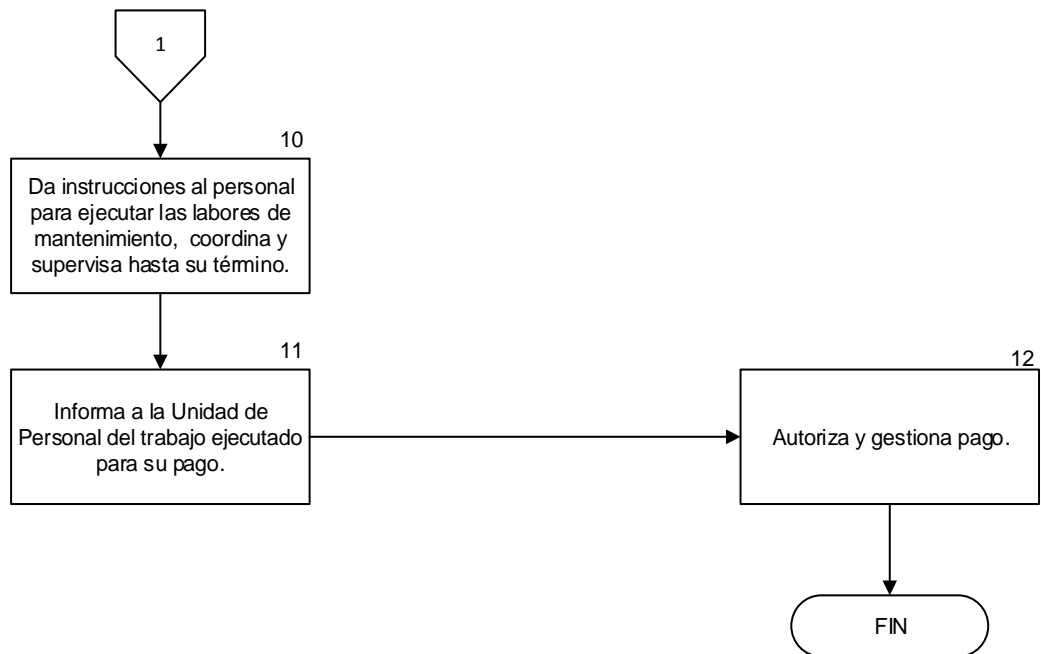 1
10
Da instrucciones al personal
para ejecutar las labores de
mantenimiento, coordina y
supervisa hasta su término.
11
Informa a la Unidad de
Personal del trabajo ejecutado
para su pago.
12
Autoriza y gestiona pago.
FIN